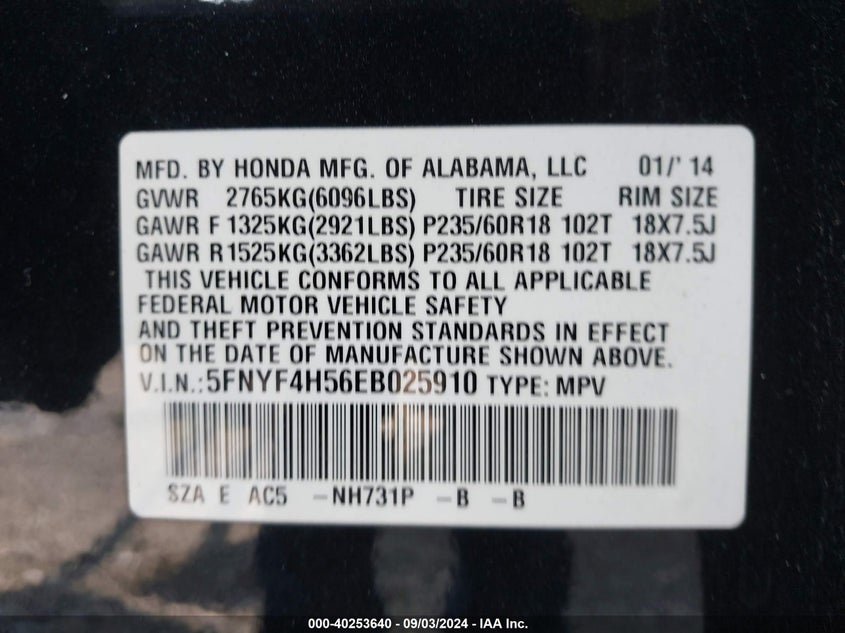 MFD. BY HONDA MFG. OF ALABAMA, LLC 01/' 14
GVWR 2765KG(6096LBS) TIRE SIZE RIM SIZE
GAWR F 1325KG(2921LBS) P235/60R18 102T 18X7.5J
GAWR R1525KG(3362LBS) P235/60R18 102T 18X7.5J
THIS VEHICLE CONFORMS TO ALL APPLICABLE
FEDERAL MOTOR VEHICLE SAFETY
AND THEFT PREVENTION STANDARDS IN EFFECT
ON THE DATE OF MANUFACTURE SHOWN ABOVE.
V.I.N.:5FNYF4H56EB025910 TYPE: MPV
SZA E AC5 -NH731P -B -B
000-40253640 - 09/03/2024 - IAA Inc.